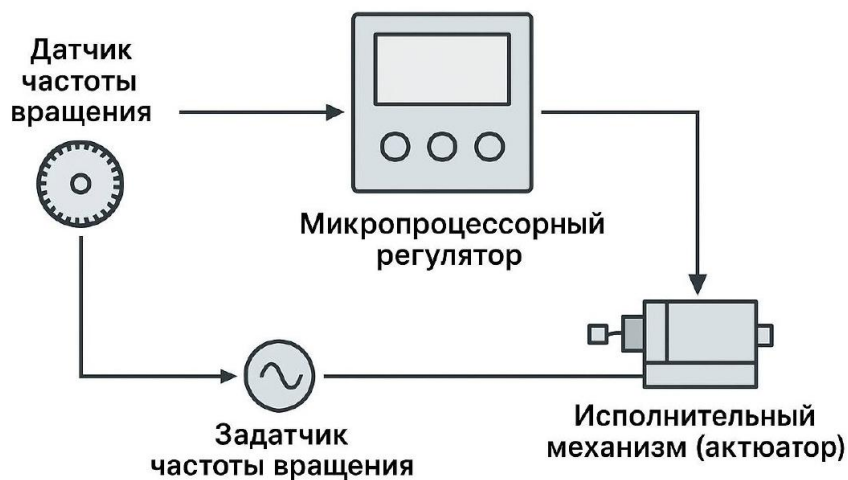 Датчик
частоты
вращения
Микропроцессорный
регулятор
Задатчик
частоты вращения
Исполнительный
механизм (актюатор)